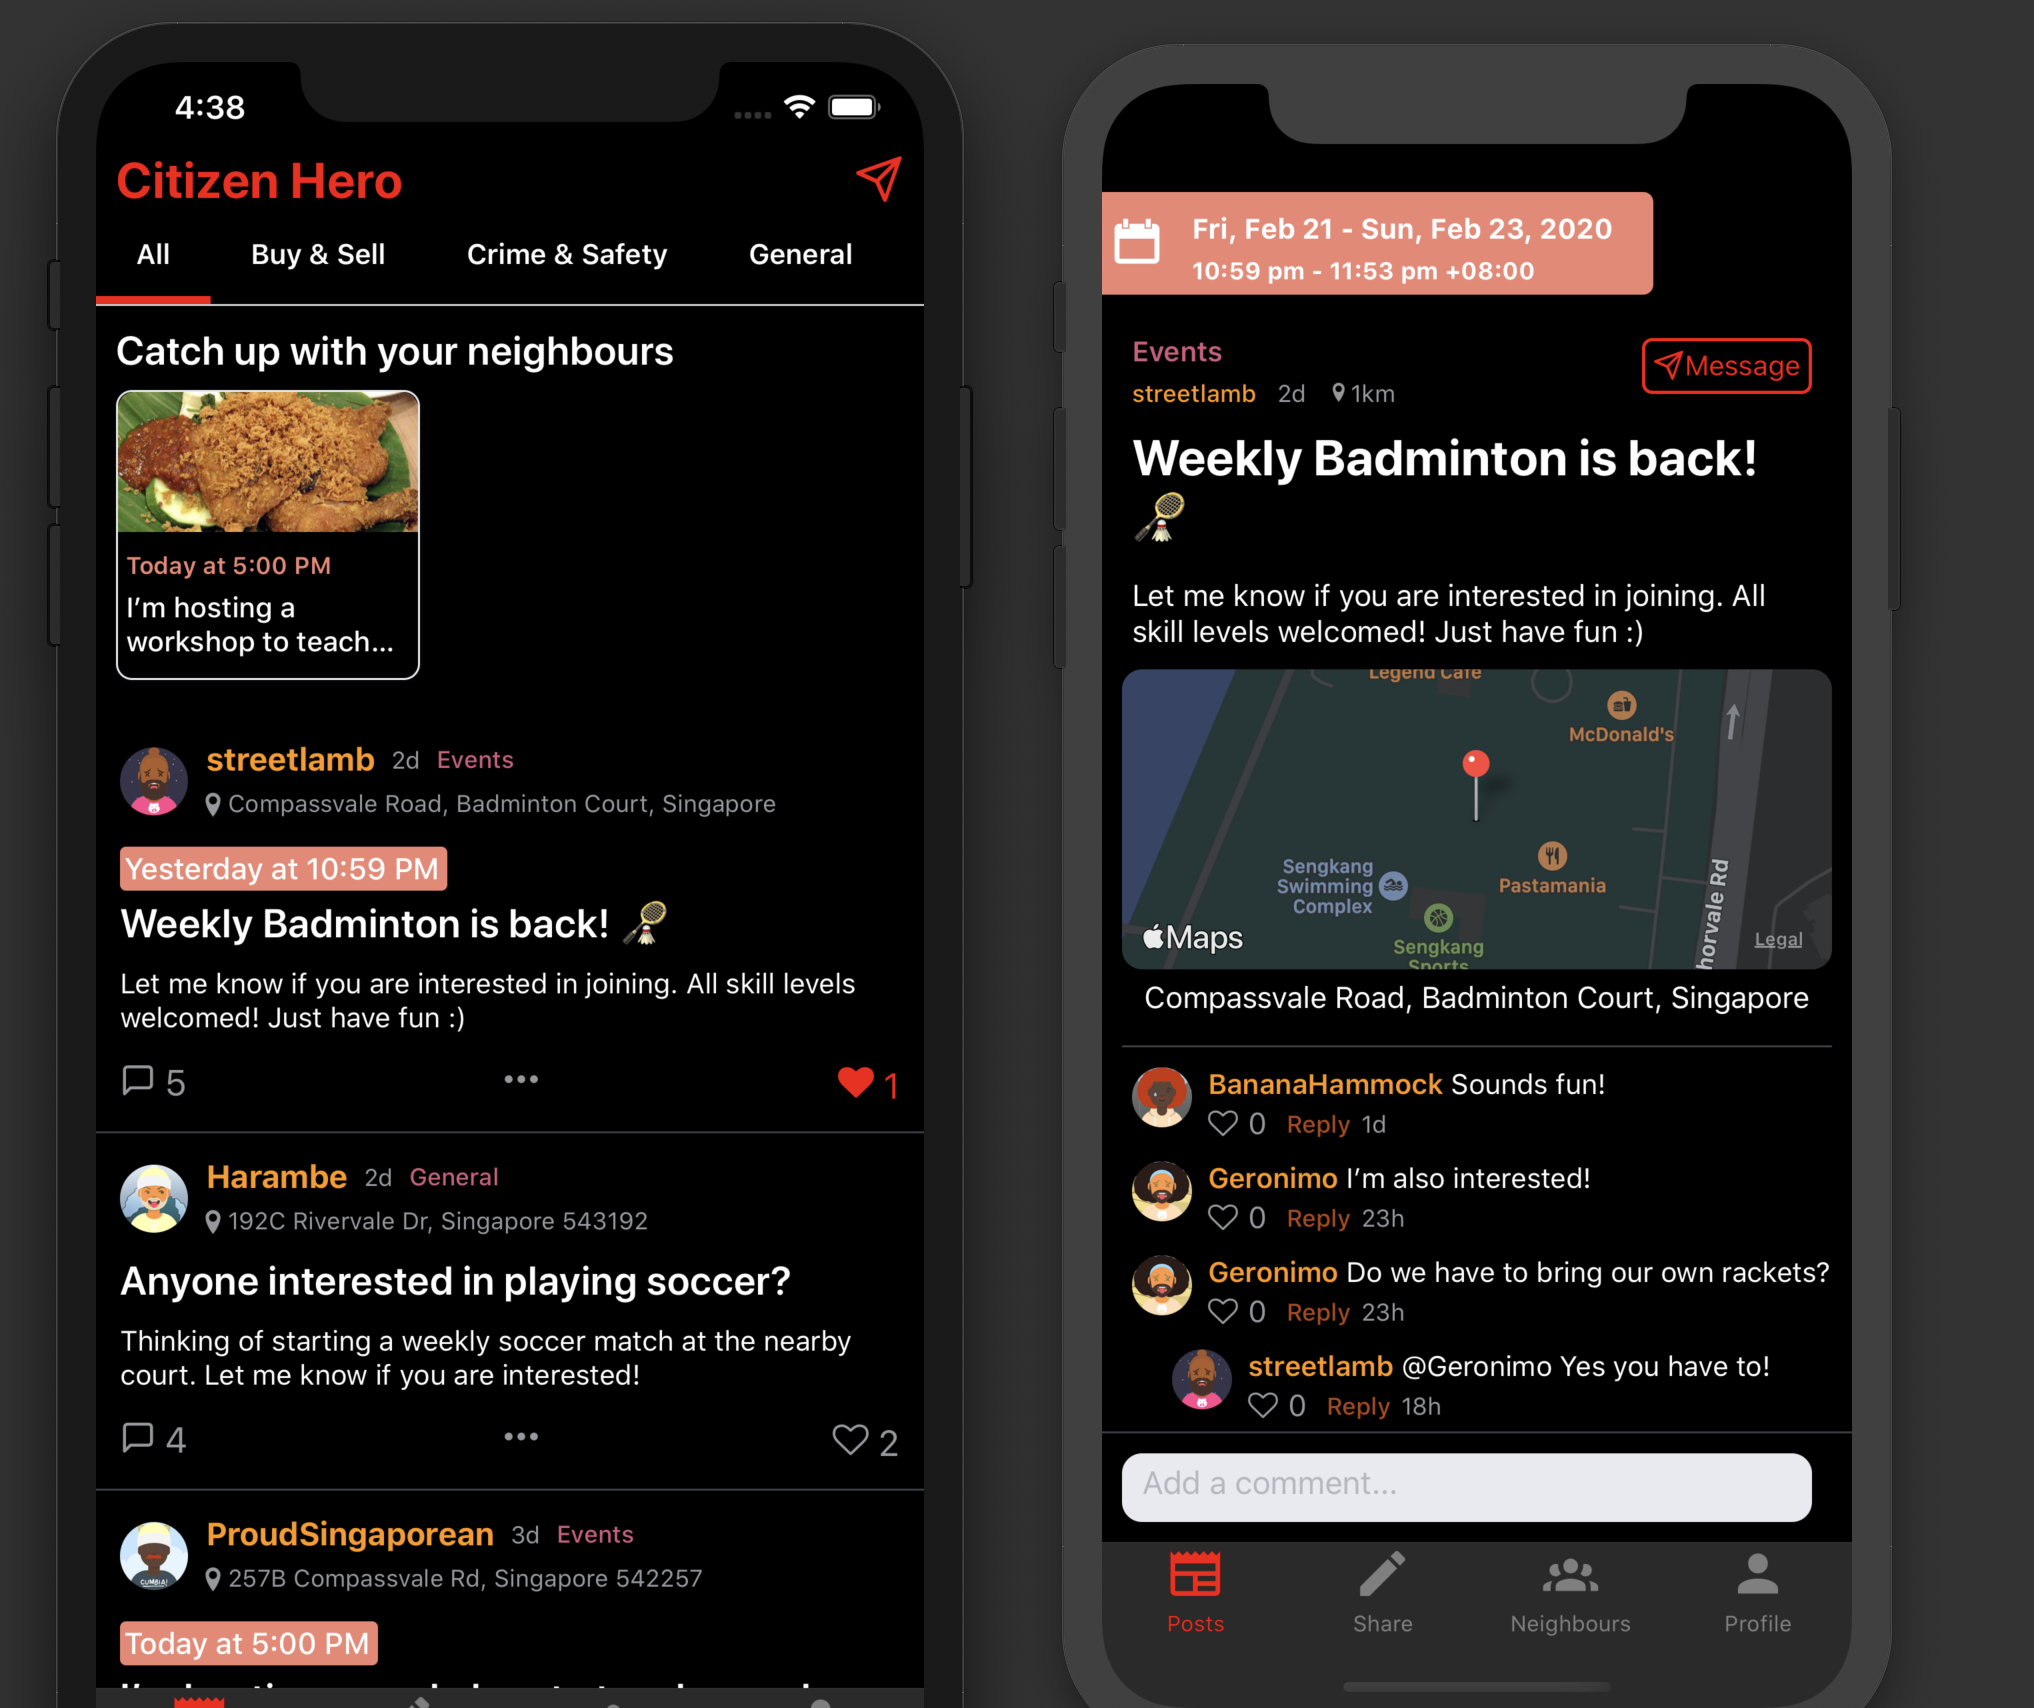 4:38
Citizen Hero
All Buy & Sell Crime & Safety General
Catch up with your neighbours
Today at 5:00 PM
I’m hosting a
workshop to teach...
streetlamb 2d Events
Compassvale Road, Badminton Court, Singapore
Yesterday at 10:59 PM
Weekly Badminton is back! 🏸
Let me know if you are interested in joining. All skill levels
welcomed! Just have fun :)
5 ••• 1
Harambe 2d General
192C Rivervale Dr, Singapore 543192
Anyone interested in playing soccer?
Thinking of starting a weekly soccer match at the nearby
court. Let me know if you are interested!
4 ••• 2
ProudSingaporean 3d Events
257B Compassvale Rd, Singapore 542257
Today at 5:00 PM
Fri, Feb 21 - Sun, Feb 23, 2020
10:59 pm - 11:53 pm +08:00
Events
Message
streetlamb 2d 1km
Weekly Badminton is back!
🏸
Let me know if you are interested in joining. All
skill levels welcomed! Just have fun :)
Legend Cafe
McDonald's
Sengkang
Swimming
Complex
Pastamania
Sengkang
Sports
horvale Rd
Maps
Legal
Compassvale Road, Badminton Court, Singapore
BananaHammock Sounds fun!
0 Reply 1d
Geronimo I’m also interested!
0 Reply 23h
Geronimo Do we have to bring our own rackets?
0 Reply 23h
streetlamb @Geronimo Yes you have to!
0 Reply 18h
Add a comment...
Posts Share Neighbours Profile